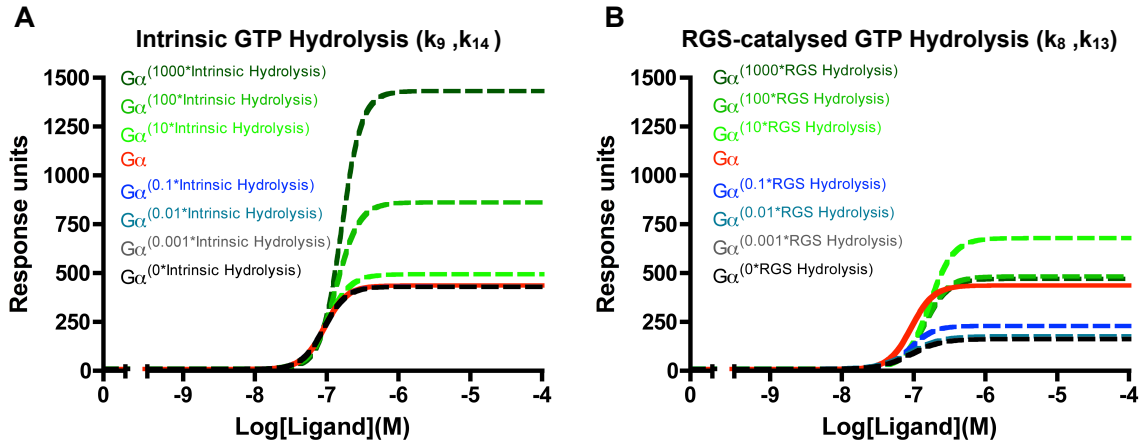 A
Intrinsic GTP Hydrolysis (k₉ ,k₁₄ )
Response units
1500
1250
1000
750
500
250
0
Gα(1000*Intrinsic Hydrolysis)
Gα(100*Intrinsic Hydrolysis)
Gα(10*Intrinsic Hydrolysis)
Gα
Gα(0.1*Intrinsic Hydrolysis)
Gα(0.01*Intrinsic Hydrolysis)
Gα(0.001*Intrinsic Hydrolysis)
Gα(0*Intrinsic Hydrolysis)
0 -9 -8 -7 -6 -5 -4
Log[Ligand](M)
B
RGS-catalysed GTP Hydrolysis (k₈ ,k₁₃)
Response units
1500
1250
1000
750
500
250
0
Gα(1000*RGS Hydrolysis)
Gα(100*RGS Hydrolysis)
Gα(10*RGS Hydrolysis)
Gα
Gα(0.1*RGS Hydrolysis)
Gα(0.01*RGS Hydrolysis)
Gα(0.001*RGS Hydrolysis)
Gα(0*RGS Hydrolysis)
0 -9 -8 -7 -6 -5 -4
Log[Ligand](M)